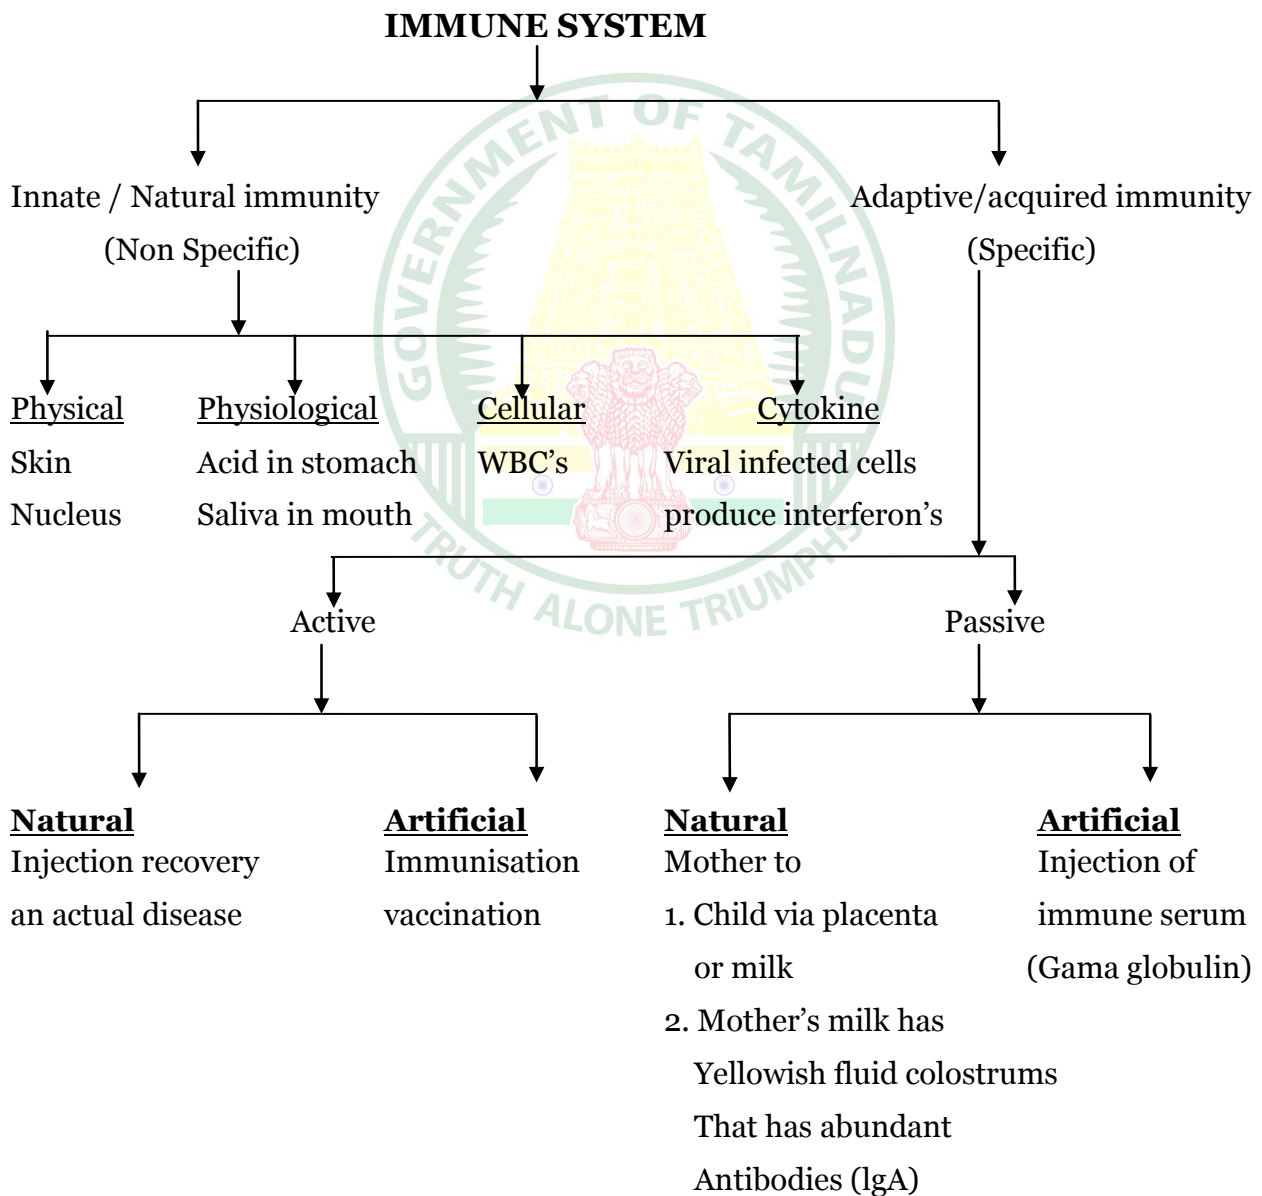 IMMUNE SYSTEM
GOVERNMENT OF TAMILNADU
Innate / Natural immunity
(Non Specific)
Adaptive/acquired immunity
(Specific)
Physical
Skin
Nucleus
Physiological
Acid in stomach
Saliva in mouth
Cellular
WBC’s
Cytokine
Viral infected cells
produce interferon’s
TRUTH ALONE TRIUMPHS
Active
Passive
Natural
Injection recovery
an actual disease
Artificial
Immunisation
vaccination
Natural
Mother to
1. Child via placenta
or milk
2. Mother’s milk has
Yellowish fluid colostrums
That has abundant
Antibodies (lgA)
Artificial
Injection of
immune serum
(Gama globulin)